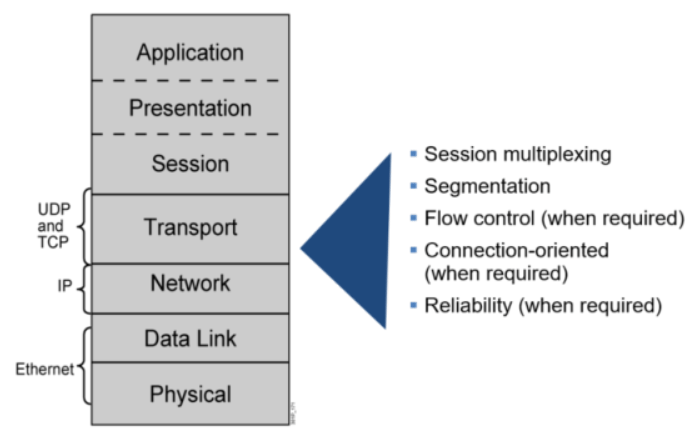 Application
Presentation
Session
UDP
and
TCP
Transport
IP
Network
Data Link
Ethernet
Physical
Session multiplexing
Segmentation
Flow control (when required)
Connection-oriented
(when required)
Reliability (when required)